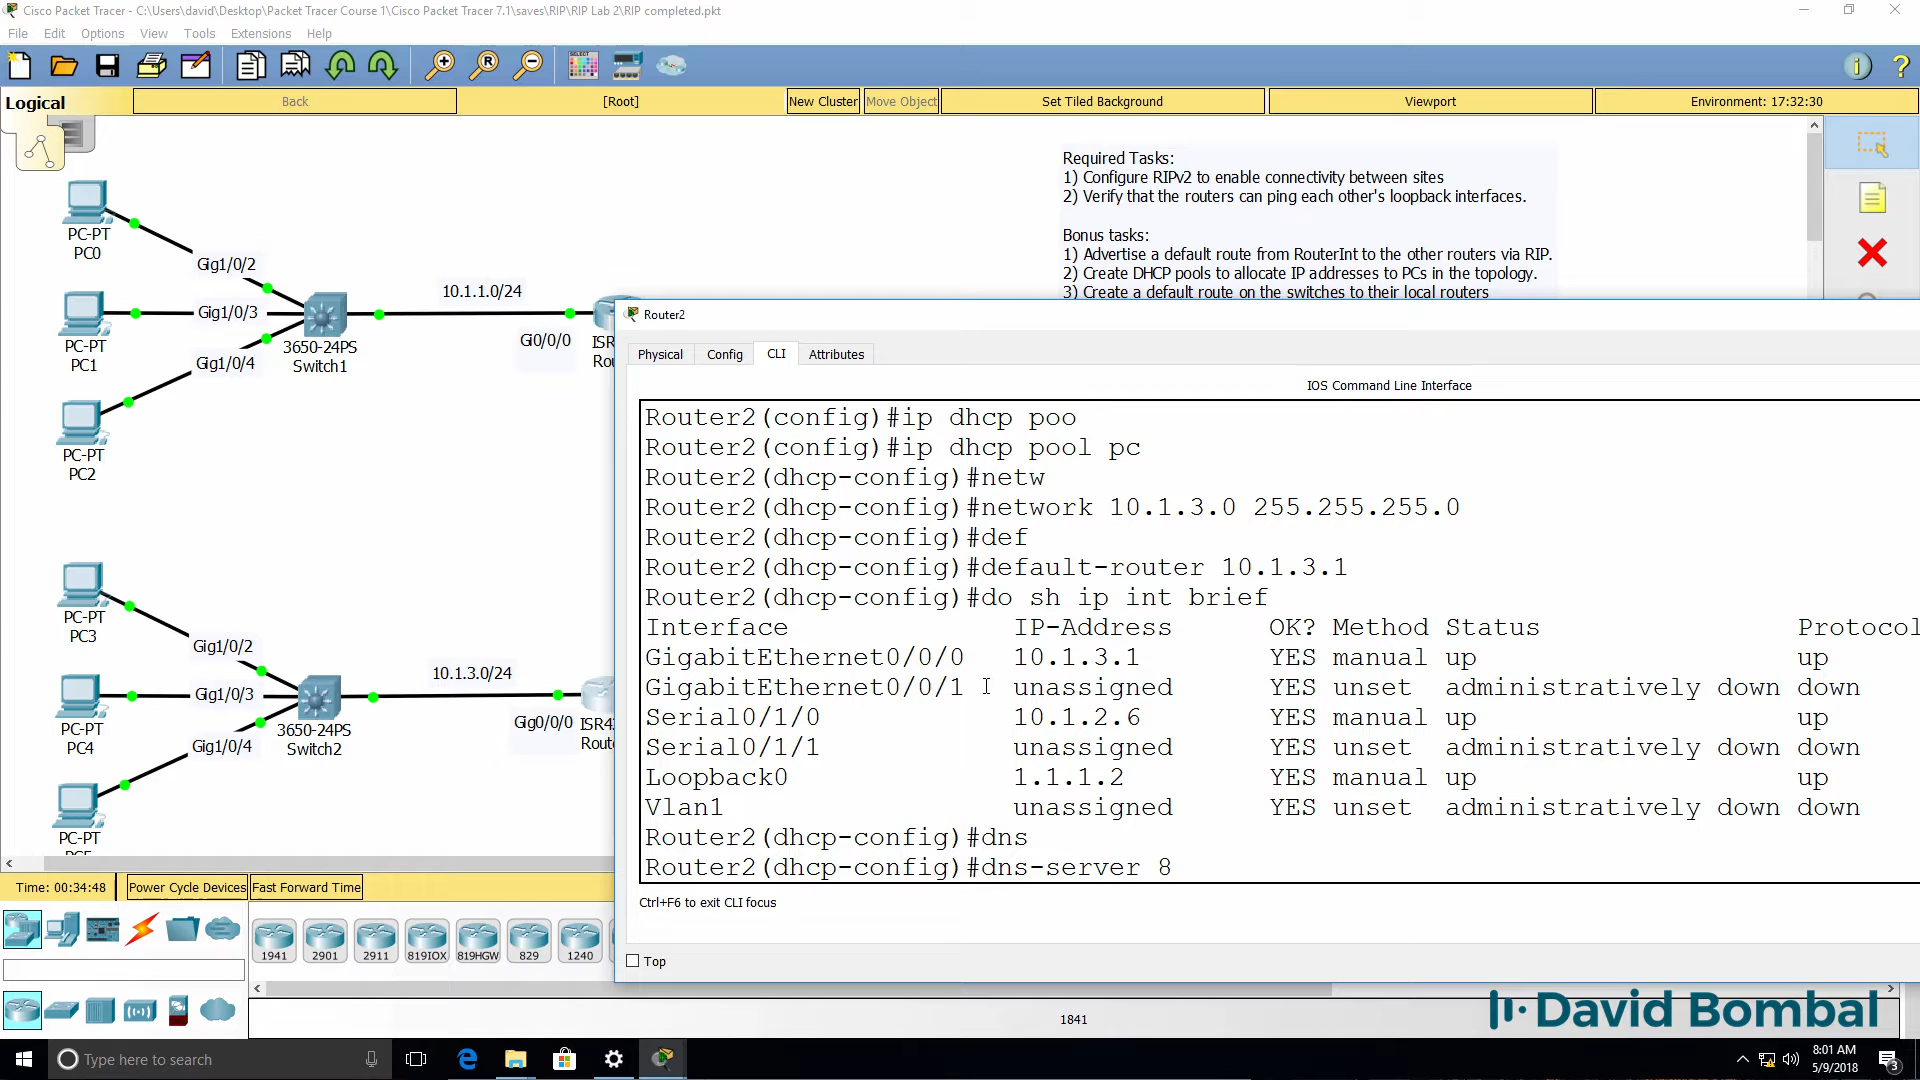 Cisco Packet Tracer - C:\Users\david\Desktop\Packet Tracer Course 1\Cisco Packet Tracer 7.1\saves\RIP\RIP Lab 2\RIP completed.pkt
File Edit Options View Tools Extensions Help
Logical Back [Root] New Cluster Move Object Set Tiled Background Viewport Environment: 17:32:30
Required Tasks:
1) Configure RIPv2 to enable connectivity between sites
2) Verify that the routers can ping each other's loopback interfaces.
Bonus tasks:
1) Advertise a default route from RouterInt to the other routers via RIP.
2) Create DHCP pools to allocate IP addresses to PCs in the topology.
3) Create a default route on the switches to their local routers
PC-PT
PC0
Gig1/0/2
10.1.1.0/24
Gig1/0/3
PC-PT
PC1
Gi0/0/0
ISR
Rou
3650-24PS
Switch1
Gig1/0/4
PC-PT
PC2
PC-PT
PC3
Gig1/0/2
10.1.3.0/24
Gig1/0/3
PC-PT
PC4
Gig0/0/0
ISR4
Route
3650-24PS
Switch2
Gig1/0/4
PC-PT
Router2
Physical Config CLI Attributes
IOS Command Line Interface
Router2(config)#ip dhcp poo
Router2(config)#ip dhcp pool pc
Router2(dhcp-config)#netw
Router2(dhcp-config)#network 10.1.3.0 255.255.255.0
Router2(dhcp-config)#def
Router2(dhcp-config)#default-router 10.1.3.1
Router2(dhcp-config)#do sh ip int brief
Interface IP-Address OK? Method Status Protocol
GigabitEthernet0/0/0 10.1.3.1 YES manual up up
GigabitEthernet0/0/1 unassigned YES unset administratively down down
Serial0/1/0 10.1.2.6 YES manual up up
Serial0/1/1 unassigned YES unset administratively down down
Loopback0 1.1.1.2 YES manual up up
Vlan1 unassigned YES unset administratively down down
Router2(dhcp-config)#dns
Router2(dhcp-config)#dns-server 8
Ctrl+F6 to exit CLI focus
Top
Time: 00:34:48 Power Cycle Devices Fast Forward Time
1941 2901 2911 819IOX 819HGW 829 1240
1841
David Bombal
Type here to search
8:01 AM
5/9/2018
3